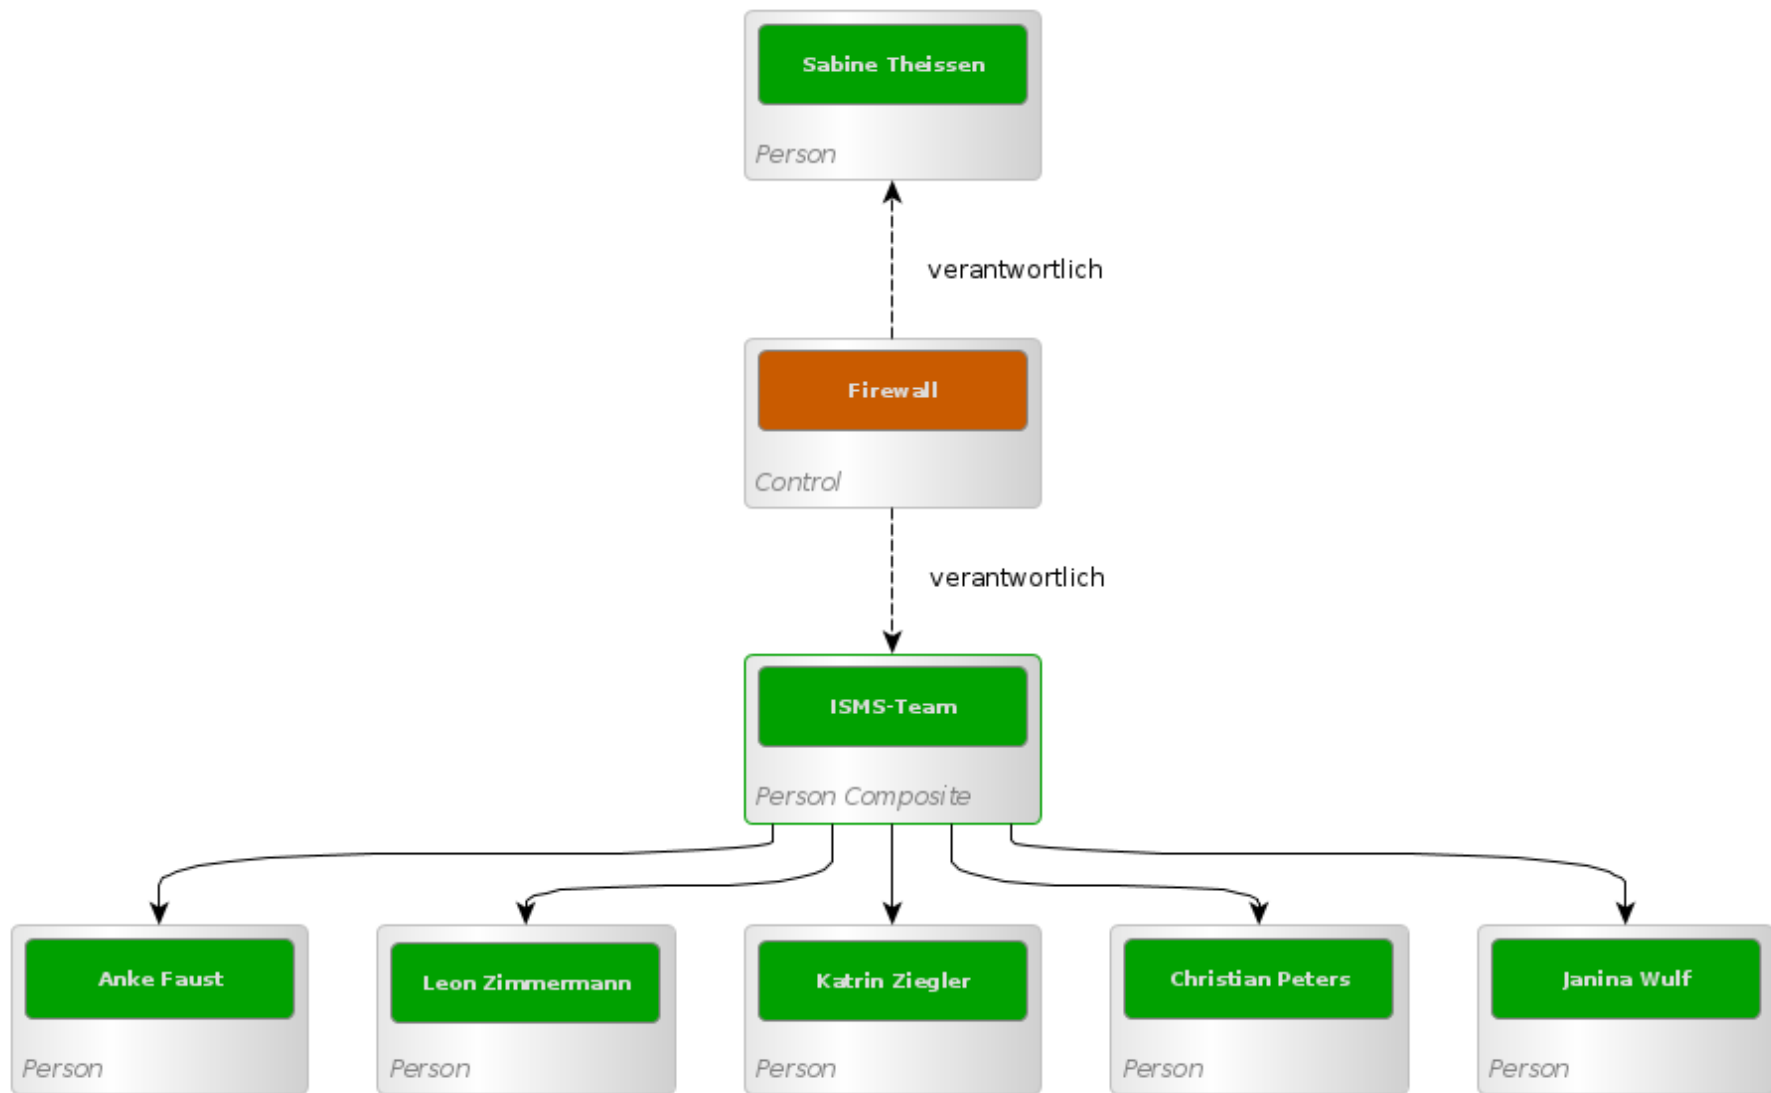 Sabine Theissen
Person
verantwortlich
Firewall
Control
verantwortlich
ISMS-Team
Person Composite
Anke Faust
Person
Leon Zimmermann
Person
Katrin Ziegler
Person
Christian Peters
Person
Janina Wulf
Person